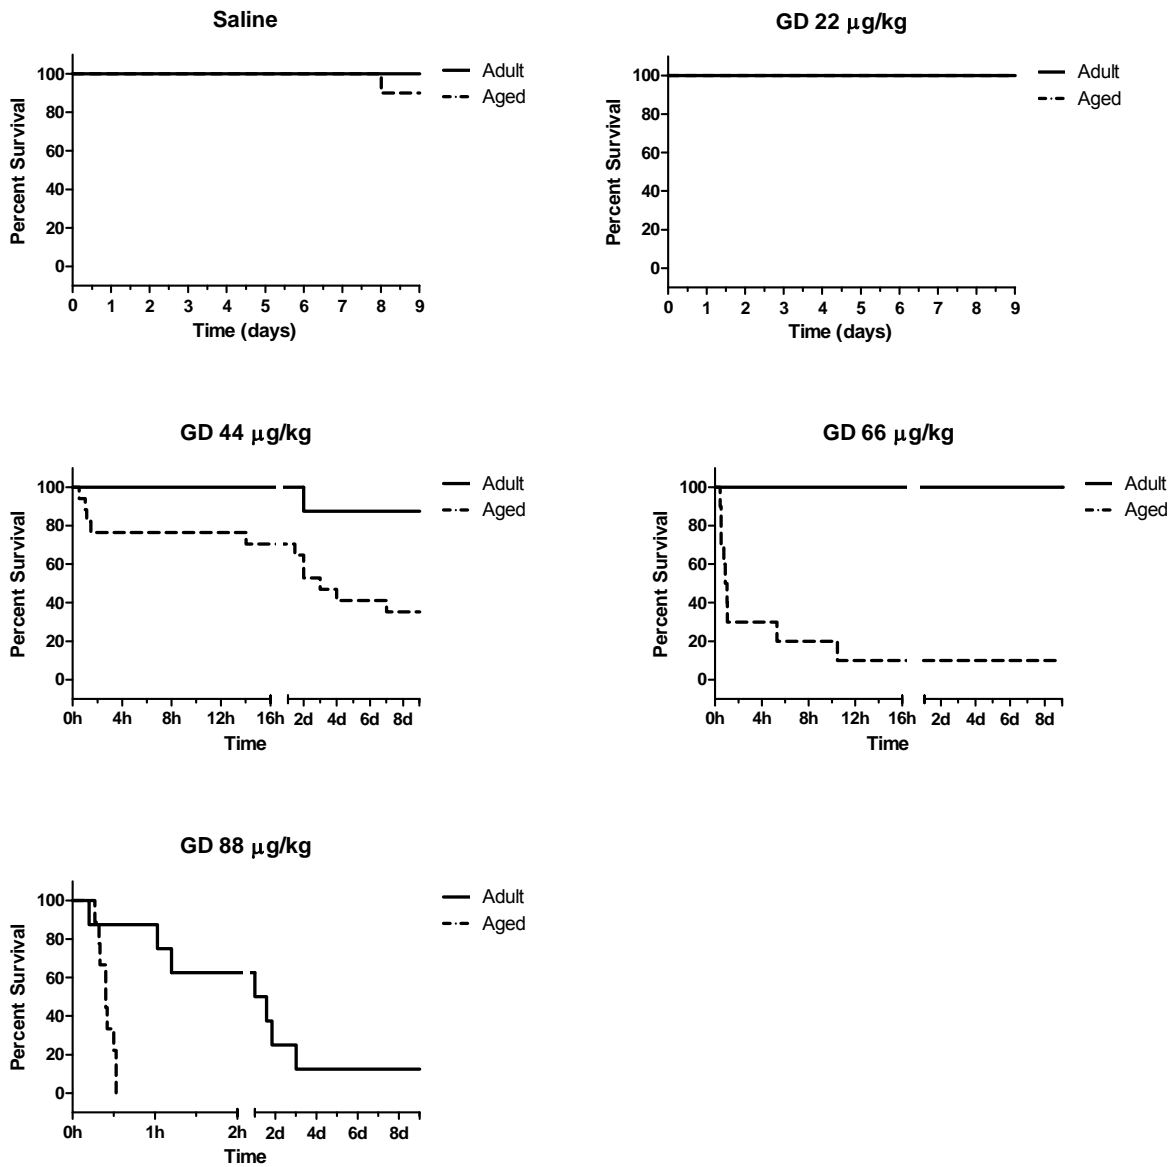 Saline
Percent Survival
100
80
60
40
20
0
0 1 2 3 4 5 6 7 8 9
Time (days)
Adult
Aged
GD 22 μg/kg
Percent Survival
100
80
60
40
20
0
0 1 2 3 4 5 6 7 8 9
Time (days)
Adult
Aged
GD 44 μg/kg
Percent Survival
100
80
60
40
20
0
0h 4h 8h 12h 16h 2d 4d 6d 8d
Time
Adult
Aged
GD 66 μg/kg
Percent Survival
100
80
60
40
20
0
0h 4h 8h 12h 16h 2d 4d 6d 8d
Time
Adult
Aged
GD 88 μg/kg
Percent Survival
100
80
60
40
20
0
0h 1h 2h 2d 4d 6d 8d
Time
Adult
Aged